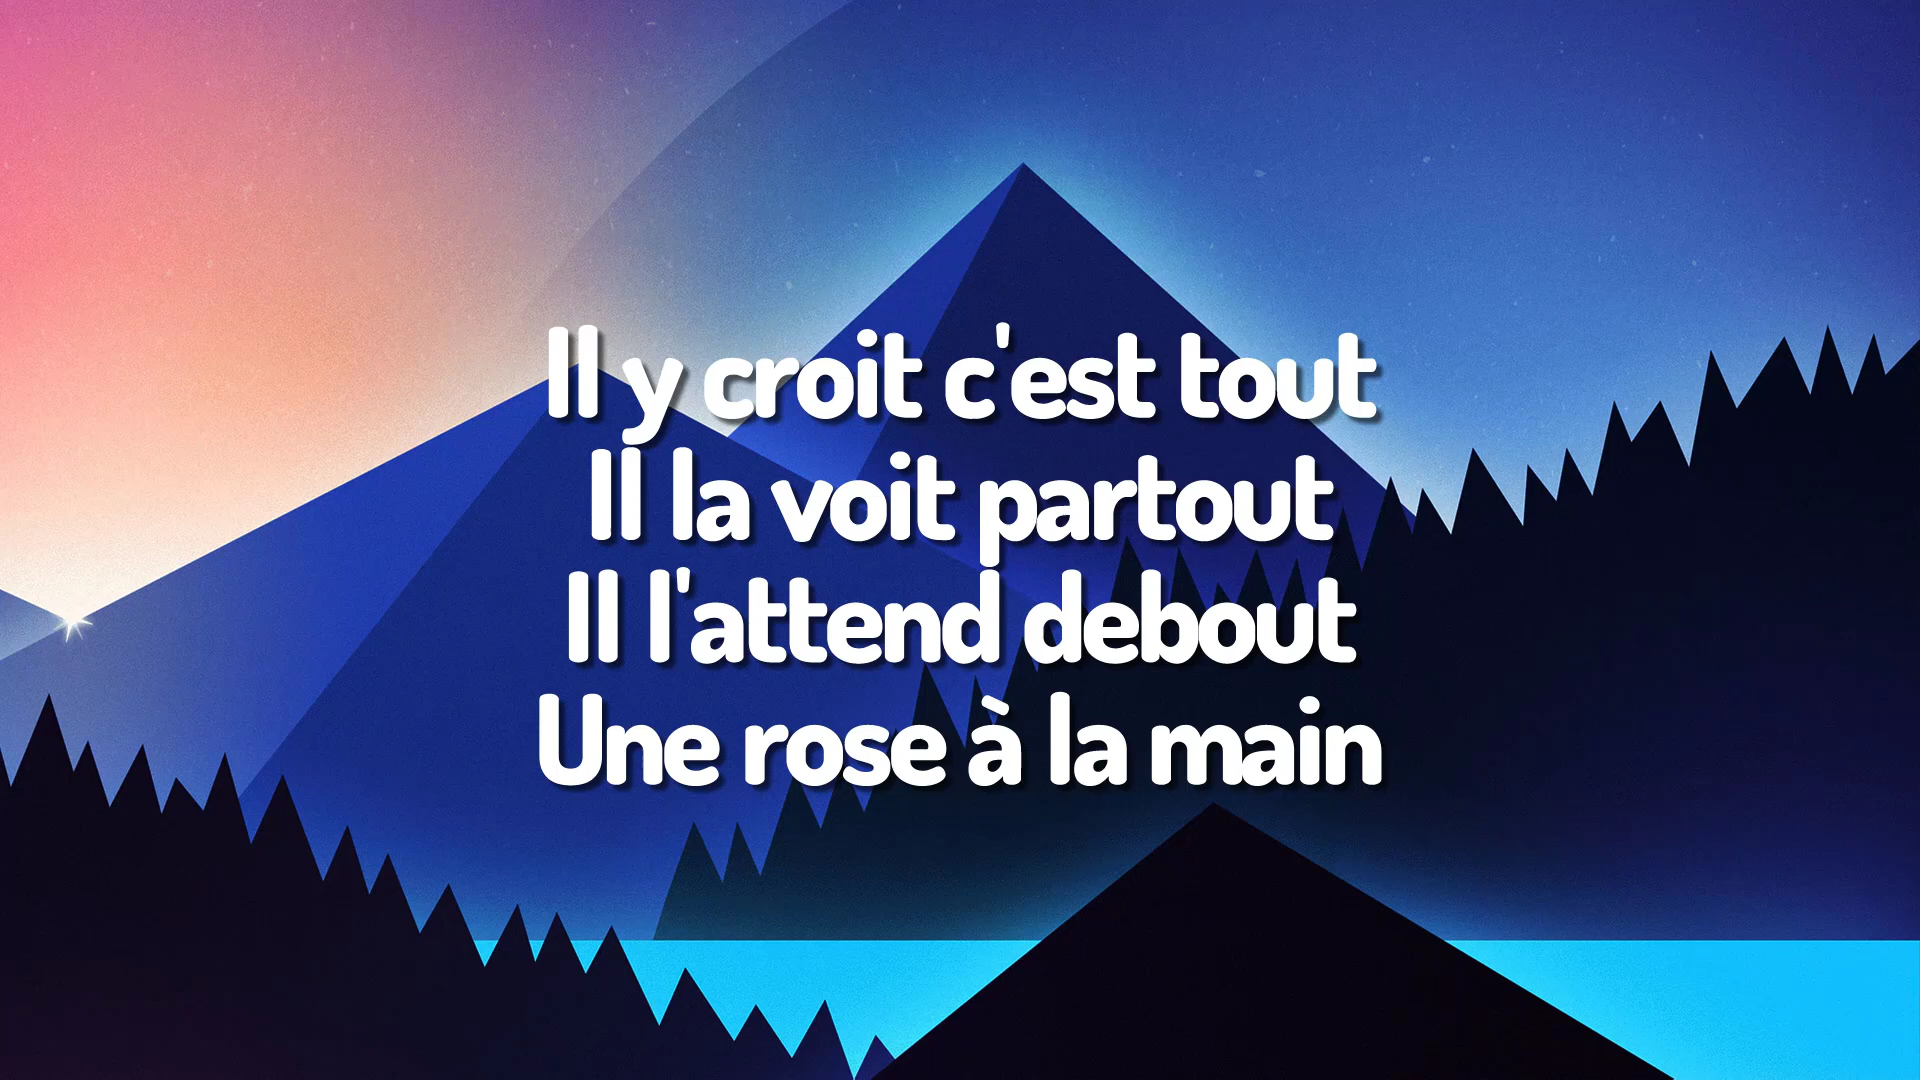 Il y croit c'est tout
Il la voit partout
Il l'attend debout
Une rose à la main